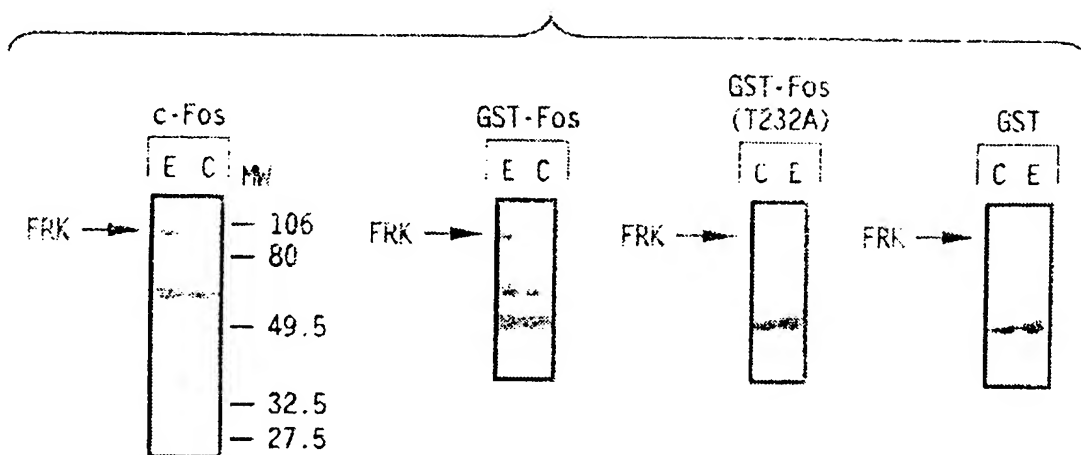 c-Fos
E C MW
FRK
106
80
49.5
32.5
27.5
GST-Fos
E C
FRK
GST-Fos
(T232A)
C E
FRK
GST
C E
FRK